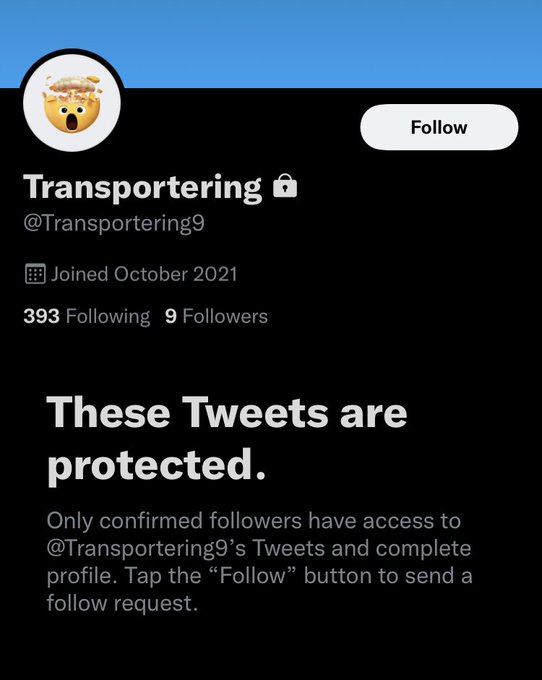 Follow
Transportering
@Transportering9
Joined October 2021
393 Following 9 Followers
These Tweets are
protected.
Only confirmed followers have access to
@Transportering9’s Tweets and complete
profile. Tap the “Follow” button to send a
follow request.